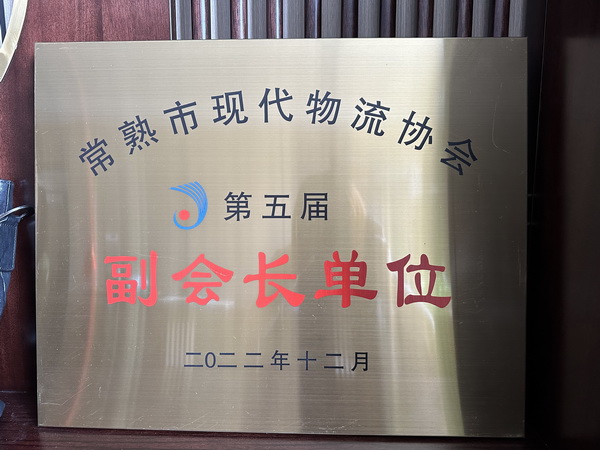 常熟市现代物流协会
第五届
副会长单位
二〇二二年十二月